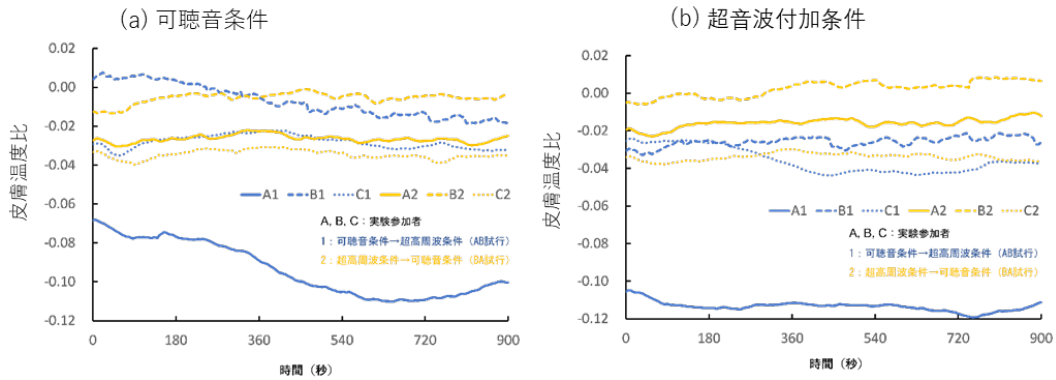 (a) 可聴音条件
皮膚温度比
0.02
0.00
-0.02
-0.04
-0.06
-0.08
-0.10
-0.12
A1 B1 C1 A2 B2 C2
A, B, C：実験参加者
1：可聴音条件→超高周波条件（AB試行）
2：超高周波条件→可聴音条件（BA試行）
0 180 360 540 720 900
時間（秒）
(b) 超音波付加条件
皮膚温度比
0.02
0.00
-0.02
-0.04
-0.06
-0.08
-0.10
-0.12
A1 B1 C1 A2 B2 C2
A, B, C：実験参加者
1：可聴音条件→超高周波条件（AB試行）
2：超高周波条件→可聴音条件（BA試行）
0 180 360 540 720 900
時間（秒）